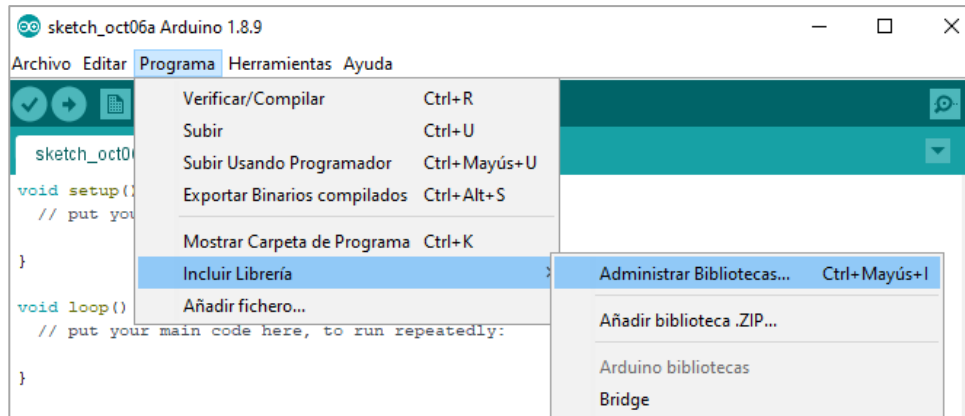 sketch_oct06a Arduino 1.8.9
Archivo Editar Programa Herramientas Ayuda
Verificar/Compilar Ctrl+R
Subir Ctrl+U
sketch_oct0
Subir Usando Programador Ctrl+Mayús+U
void setup()
Exportar Binarios compilados Ctrl+Alt+S
// put you
Mostrar Carpeta de Programa Ctrl+K
}
Incluir Librería
Administrar Bibliotecas... Ctrl+Mayús+I
void loop()
Añadir fichero...
Añadir biblioteca .ZIP...
// put your main code here, to run repeatedly:
Arduino bibliotecas
}
Bridge